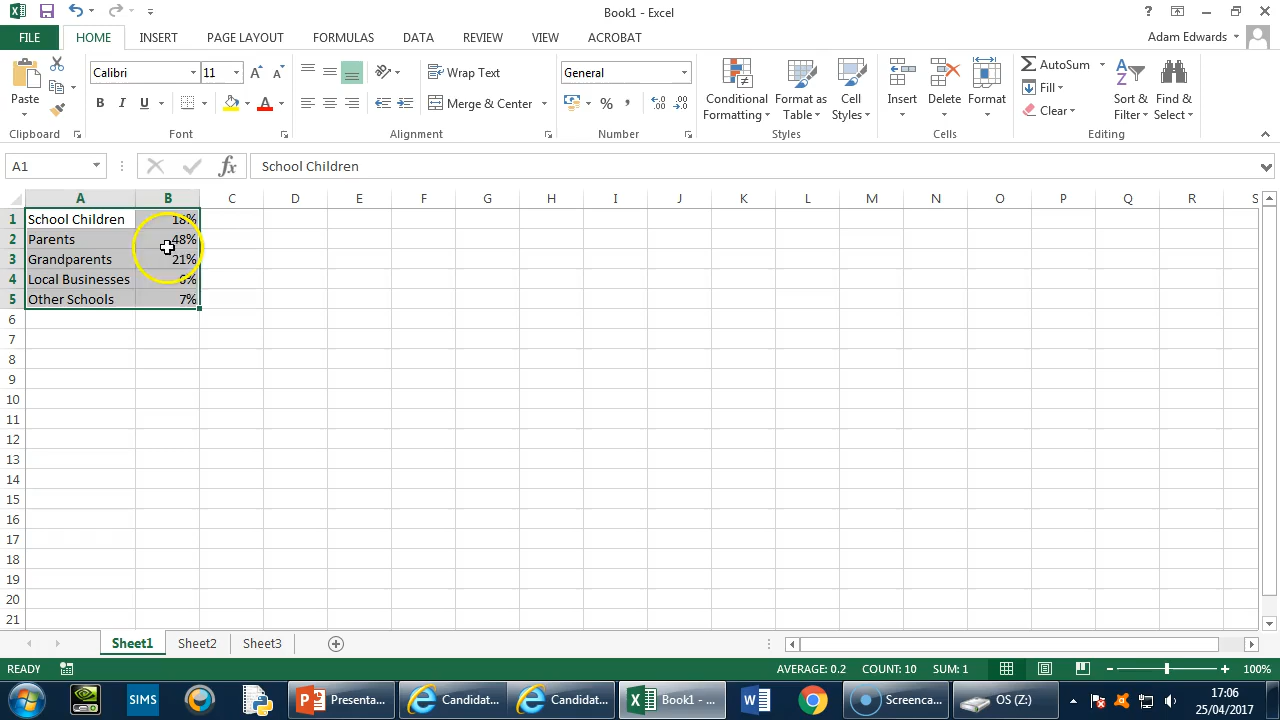 Book1 - Excel
FILE HOME INSERT PAGE LAYOUT FORMULAS DATA REVIEW VIEW ACROBAT Adam Edwards
Paste
Calibri 11
B I U A
Wrap Text
Merge & Center
General
% ,
Conditional Formatting
Format as Table
Cell Styles
Insert
Delete
Format
AutoSum
Fill
Clear
Sort & Filter
Find & Select
Clipboard Font Alignment Number Styles Cells Editing
A1 fx School Children
A B C D E F G H I J K L M N O P Q R S
1 School Children 18%
2 Parents 48%
3 Grandparents 21%
4 Local Businesses 6%
5 Other Schools 7%
6
7
8
9
10
11
12
13
14
15
16
17
18
19
20
21
Sheet1 Sheet2 Sheet3
READY AVERAGE: 0.2 COUNT: 10 SUM: 1 100%
SIMS Presenta... Candidat... Candidat... Book1 - ... Screenca... OS (Z:) 17:06
25/04/2017